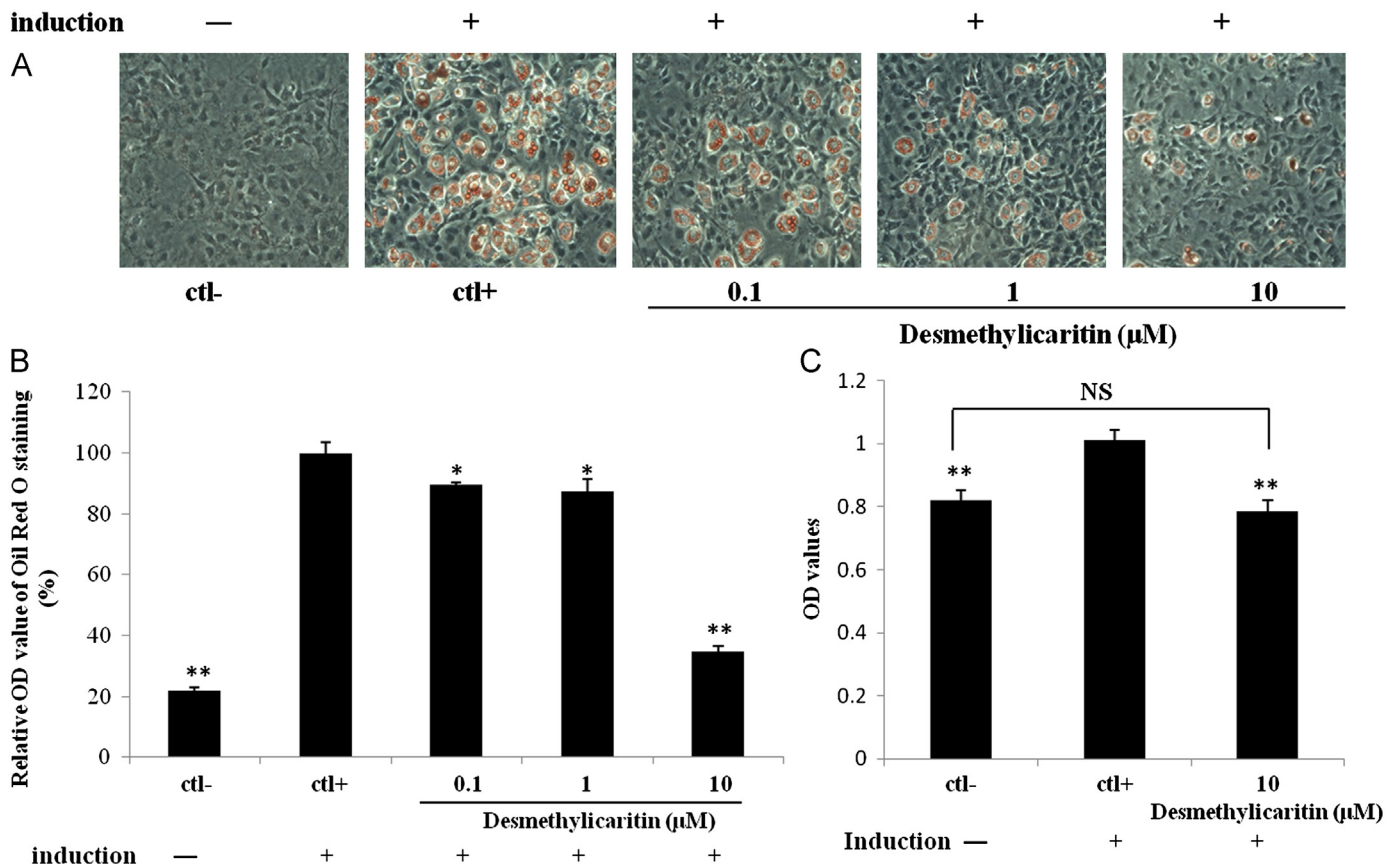 induction — + + + +
A
ctl- ctl+ 0.1 1 10
Desmethylicaritin (μM)
B
Relative OD value of Oil Red O staining
(%)
120
100
80
60
40
20
0
**
*
*
**
ctl- ctl+ 0.1 1 10
Desmethylicaritin (μM)
induction — + + + +
C
OD values
1.2
1
0.8
0.6
0.4
0.2
0
NS
**
**
ctl- ctl+ 10
Desmethylicaritin (μM)
Induction — + +